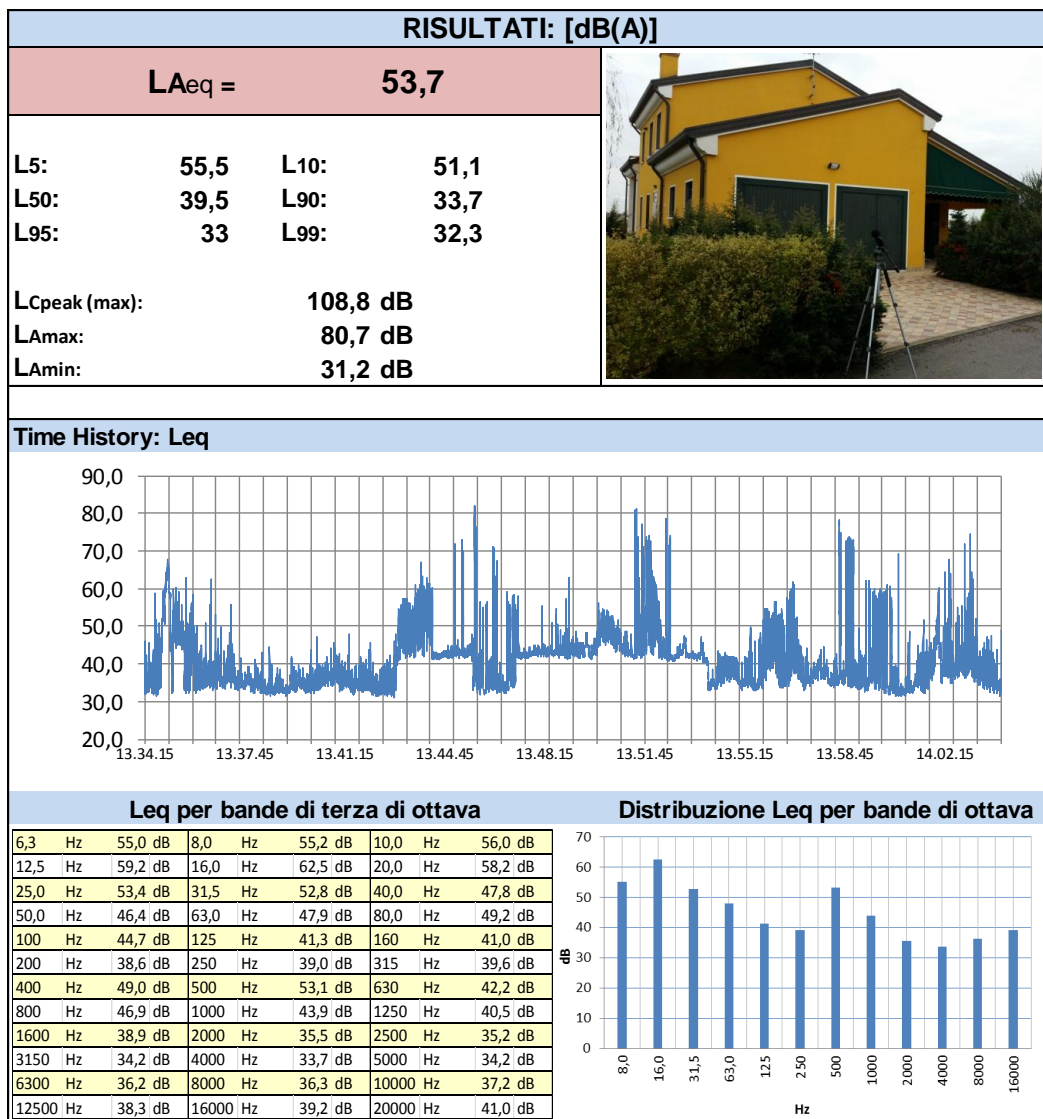 RISULTATI: [dB(A)]
LAeq = 53,7
L5: 55,5 L10: 51,1
L50: 39,5 L90: 33,7
L95: 33 L99: 32,3
LCpeak (max): 108,8 dB
LAmax: 80,7 dB
LAmin: 31,2 dB
Time History: Leq
90,0
80,0
70,0
60,0
50,0
40,0
30,0
20,0
13.34.15 13.37.45 13.41.15 13.44.45 13.48.15 13.51.45 13.55.15 13.58.45 14.02.15
Leq per bande di terza di ottava
6,3 Hz 55,0 dB 8,0 Hz 55,2 dB 10,0 Hz 56,0 dB
12,5 Hz 59,2 dB 16,0 Hz 62,5 dB 20,0 Hz 58,2 dB
25,0 Hz 53,4 dB 31,5 Hz 52,8 dB 40,0 Hz 47,8 dB
50,0 Hz 46,4 dB 63,0 Hz 47,9 dB 80,0 Hz 49,2 dB
100 Hz 44,7 dB 125 Hz 41,3 dB 160 Hz 41,0 dB
200 Hz 38,6 dB 250 Hz 39,0 dB 315 Hz 39,6 dB
400 Hz 49,0 dB 500 Hz 53,1 dB 630 Hz 42,2 dB
800 Hz 46,9 dB 1000 Hz 43,9 dB 1250 Hz 40,5 dB
1600 Hz 38,9 dB 2000 Hz 35,5 dB 2500 Hz 35,2 dB
3150 Hz 34,2 dB 4000 Hz 33,7 dB 5000 Hz 34,2 dB
6300 Hz 36,2 dB 8000 Hz 36,3 dB 10000 Hz 37,2 dB
12500 Hz 38,3 dB 16000 Hz 39,2 dB 20000 Hz 41,0 dB
Distribuzione Leq per bande di ottava
70
60
50
40
30
20
10
0
dB
8,0 16,0 31,5 63,0 125 250 500 1000 2000 4000 8000 16000
Hz